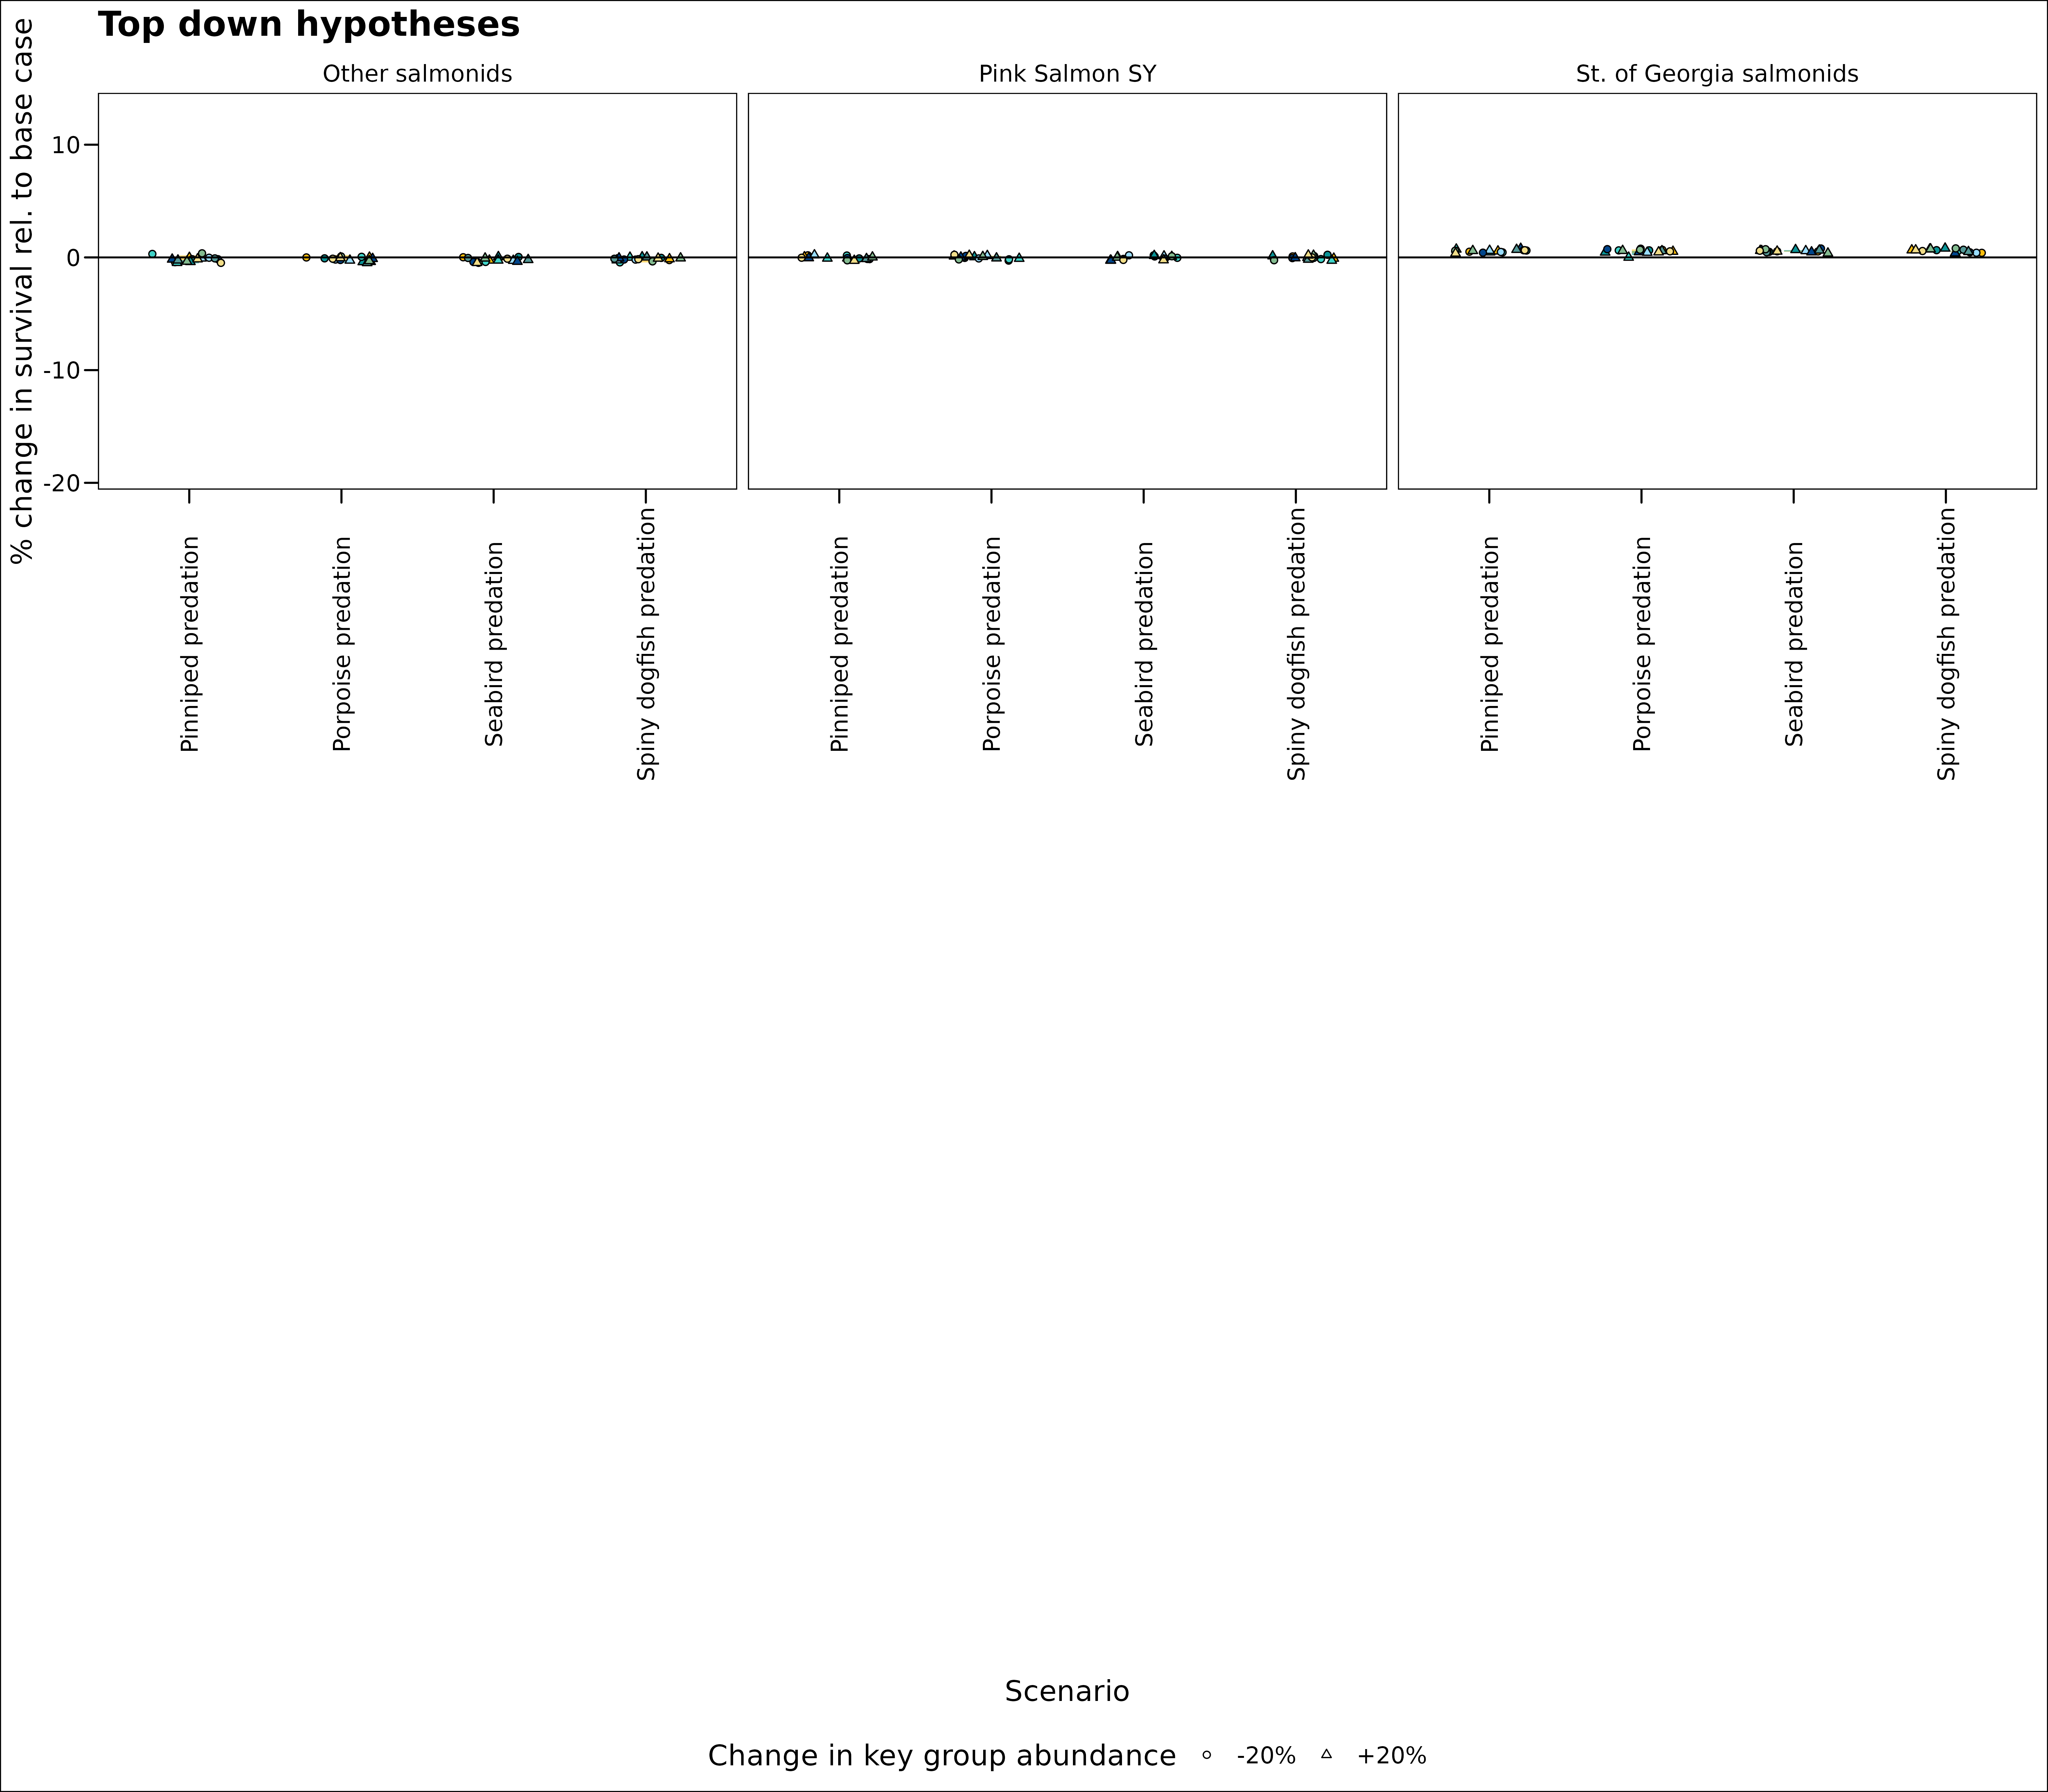 Top down hypotheses
Other salmonids
Pink Salmon SY
St. of Georgia salmonids
% change in survival rel. to base case
10
0
-10
-20
Pinniped predation
Porpoise predation
Seabird predation
Spiny dogfish predation
Pinniped predation
Porpoise predation
Seabird predation
Spiny dogfish predation
Pinniped predation
Porpoise predation
Seabird predation
Spiny dogfish predation
Scenario
Change in key group abundance -20% +20%